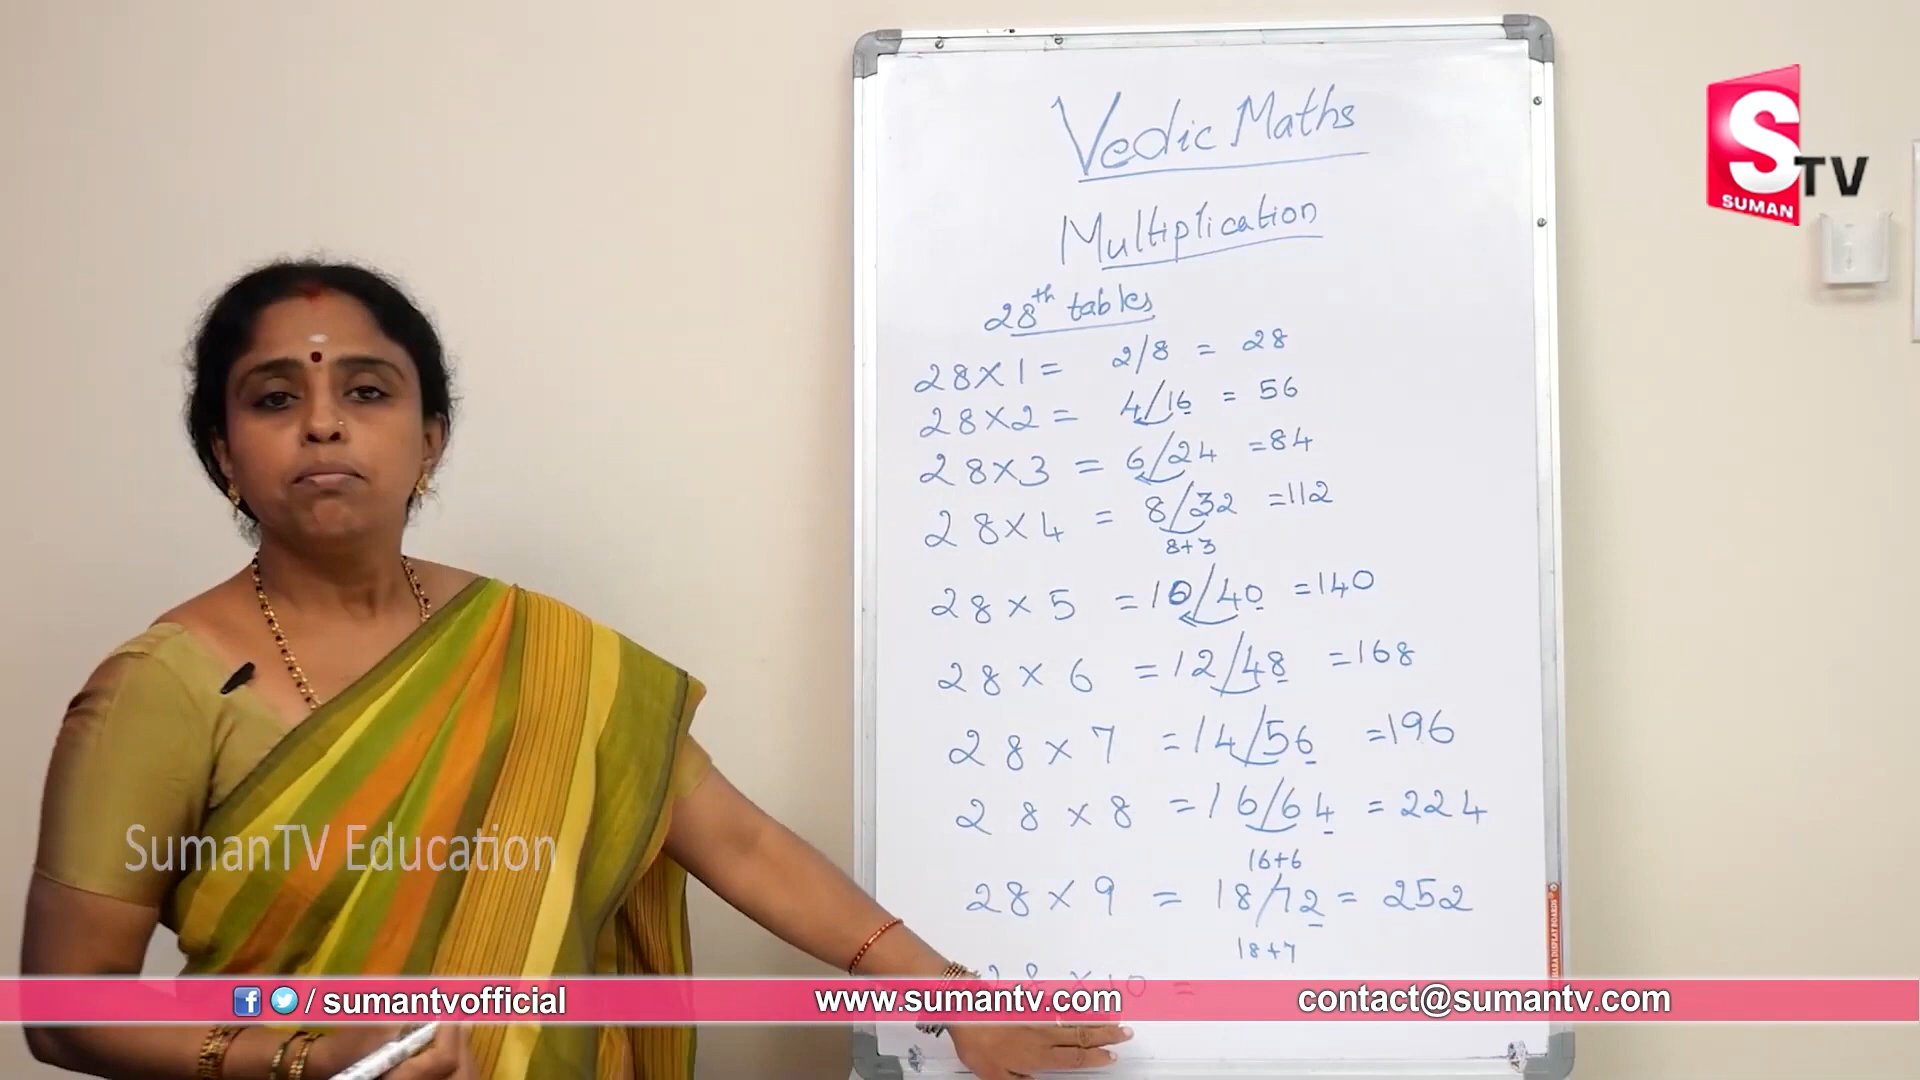 Vedic Maths
Multiplication
28th tables
28 × 1 = 2/8 = 28
28 × 2 = 4/16 = 56
28 × 3 = 6/24 = 84
28 × 4 = 8/32 = 112
8+3
28 × 5 = 10/40 = 140
28 × 6 = 12/48 = 168
28 × 7 = 14/56 = 196
28 × 8 = 16/64 = 224
16+6
28 × 9 = 18/72 = 252
18+7
28 × 10 =
S TV
SUMAN
SumanTV Education
/ sumantvofficial
www.sumantv.com
contact@sumantv.com